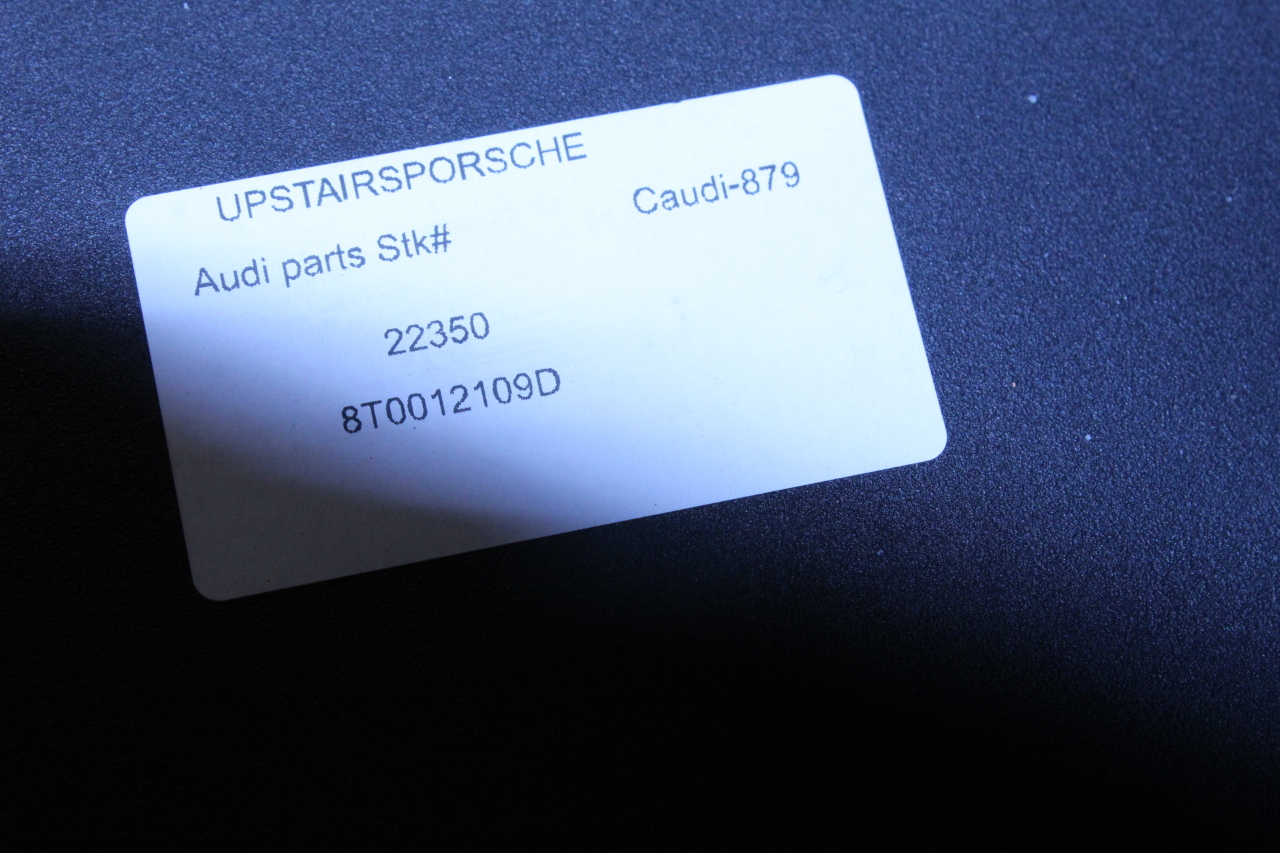 UPSTAIRSPORSCHE
Audi parts Stk# Caudi-879
22350
8T0012109D